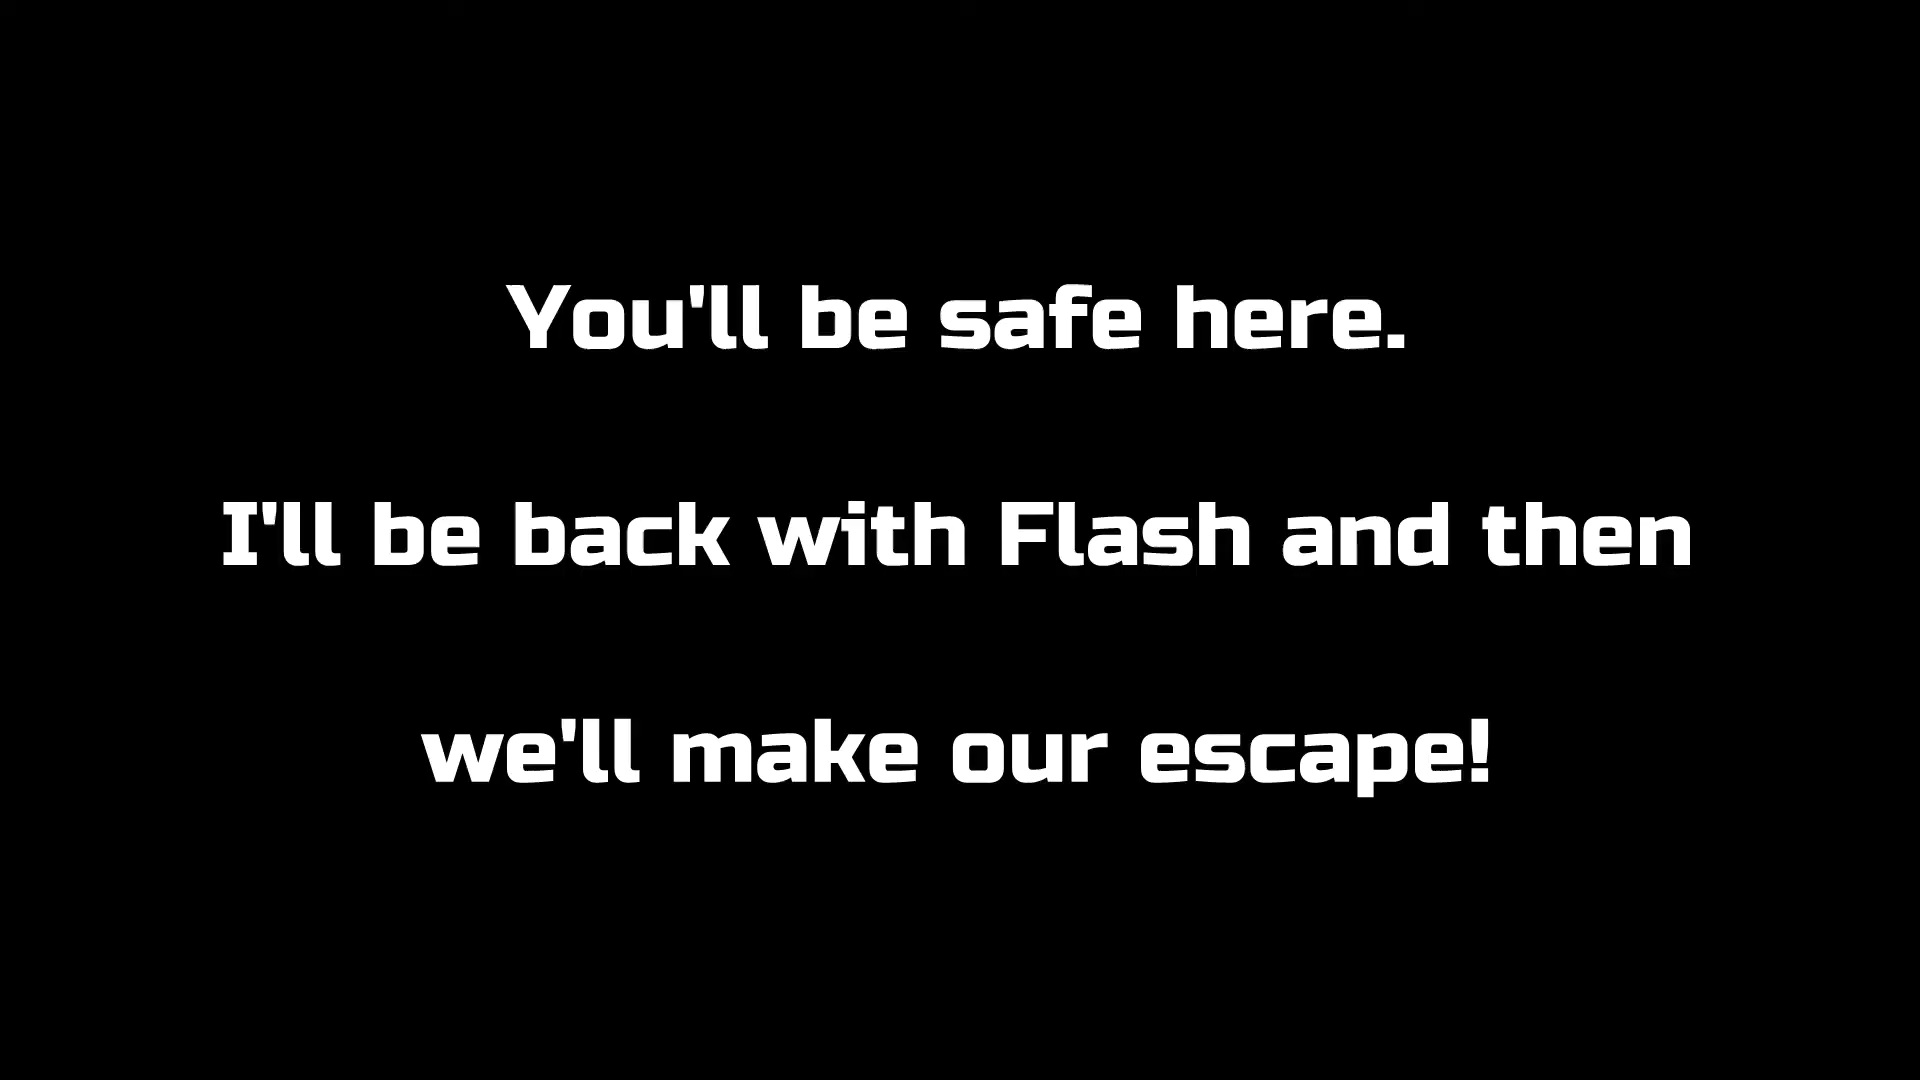 You'll be safe here.
I'll be back with Flash and then
we'll make our escape!